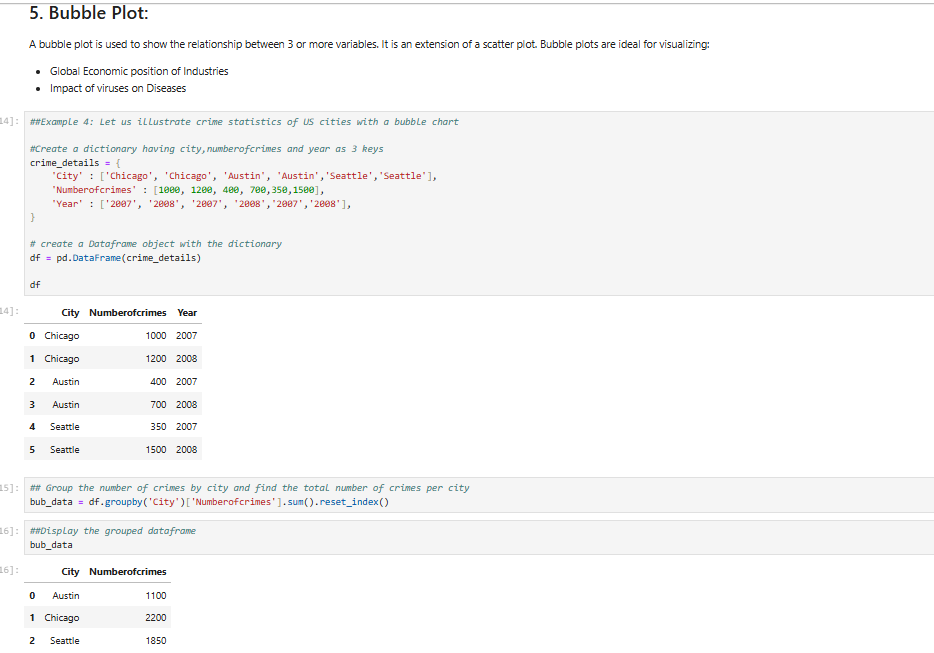 5. Bubble Plot:
A bubble plot is used to show the relationship between 3 or more variables. It is an extension of a scatter plot. Bubble plots are ideal for visualizing:
• Global Economic position of Industries
• Impact of viruses on Diseases
14]:
##Example 4: Let us illustrate crime statistics of US cities with a bubble chart
#Create a dictionary having city,numberofcrimes and year as 3 keys
crime_details = {
'City' : ['Chicago', 'Chicago', 'Austin', 'Austin','Seattle','Seattle'],
'Numberofcrimes' : [1000, 1200, 400, 700,350,1500],
'Year' : ['2007', '2008', '2007', '2008','2007','2008'],
}
# create a Dataframe object with the dictionary
df = pd.DataFrame(crime_details)
df
14]:
City Numberofcrimes Year
0 Chicago 1000 2007
1 Chicago 1200 2008
2 Austin 400 2007
3 Austin 700 2008
4 Seattle 350 2007
5 Seattle 1500 2008
15]:
## Group the number of crimes by city and find the total number of crimes per city
bub_data = df.groupby('City')['Numberofcrimes'].sum().reset_index()
16]:
##Display the grouped dataframe
bub_data
16]:
City Numberofcrimes
0 Austin 1100
1 Chicago 2200
2 Seattle 1850